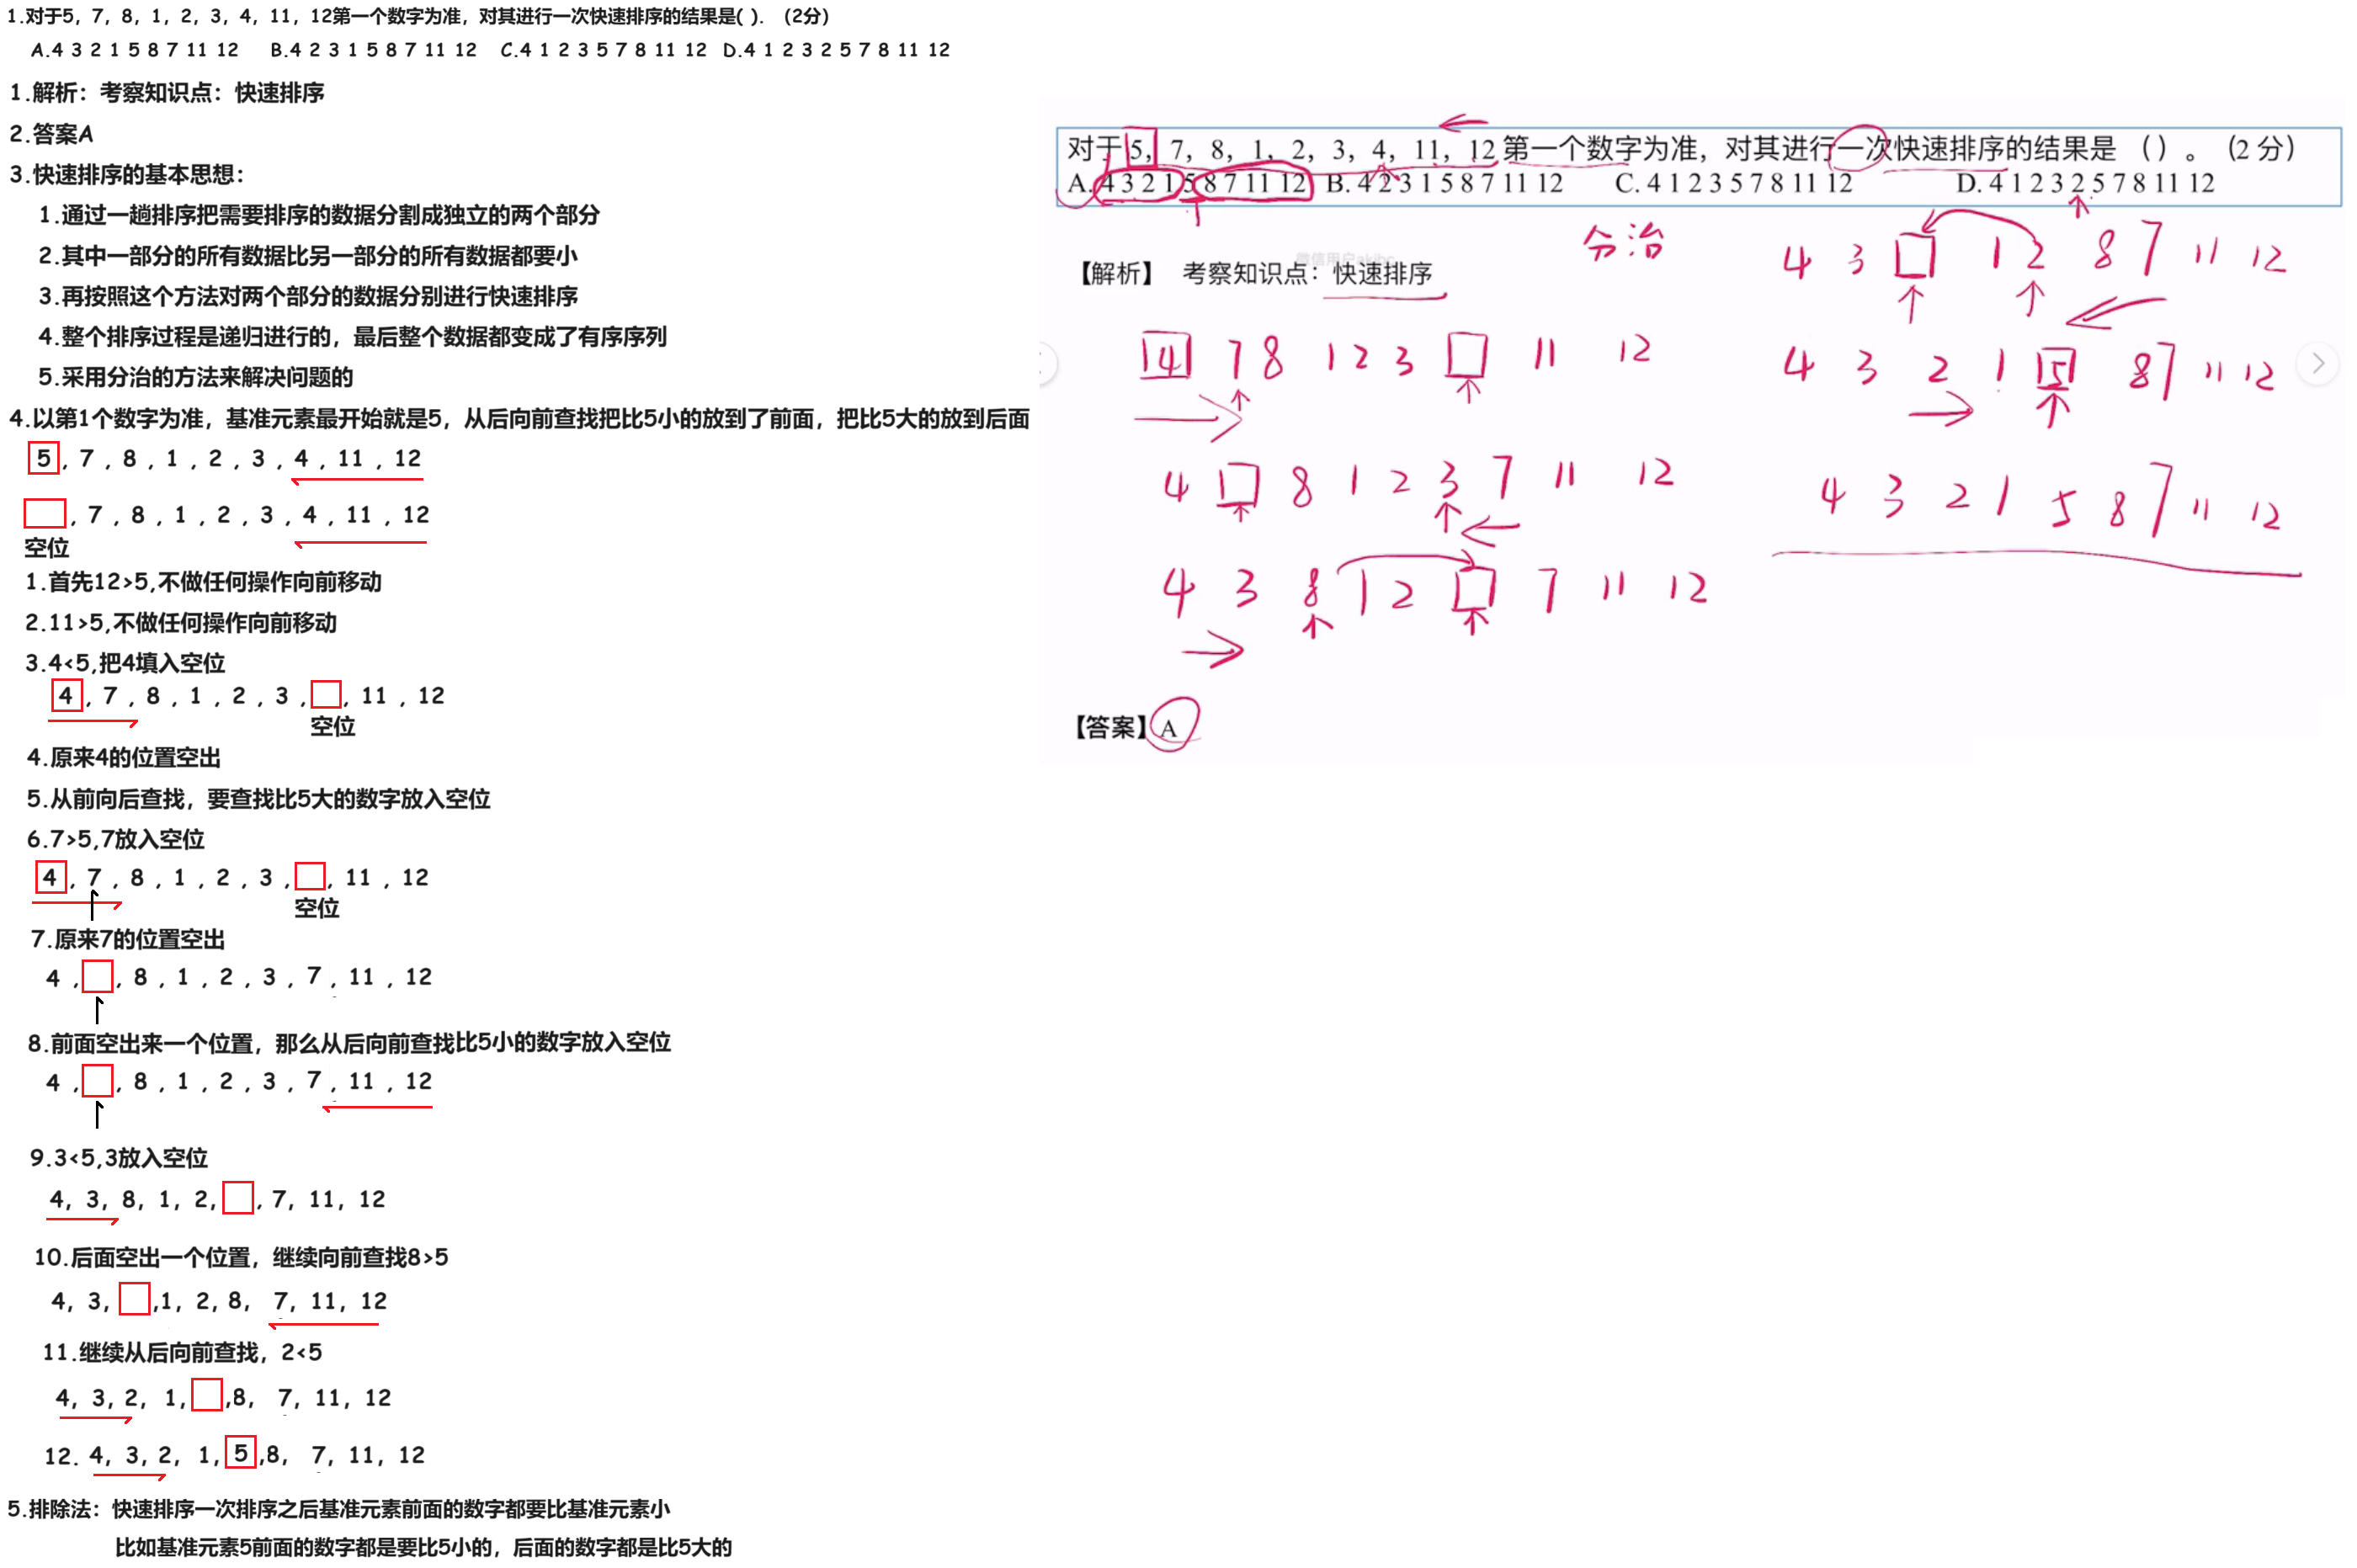 1.对于5，7，8，1，2，3，4，11，12第一个数字为准，对其进行一次快速排序的结果是( ).（2分）
A.4 3 2 1 5 8 7 11 12 B.4 2 3 1 5 8 7 11 12 C.4 1 2 3 5 7 8 11 12 D.4 1 2 3 2 5 7 8 11 12
1.解析：考察知识点：快速排序
2.答案A
3.快速排序的基本思想：
1.通过一趟排序把需要排序的数据分割成独立的两个部分
2.其中一部分的所有数据比另一部分的所有数据都要小
3.再按照这个方法对两个部分的数据分别进行快速排序
4.整个排序过程是递归进行的，最后整个数据都变成了有序序列
5.采用分治的方法来解决问题的
4.以第1个数字为准，基准元素最开始就是5，从后向前查找把比5小的放到了前面，把比5大的放到后面
5 , 7 , 8 , 1 , 2 , 3 , 4 , 11 , 12
, 7 , 8 , 1 , 2 , 3 , 4 , 11 , 12
空位
1.首先12>5,不做任何操作向前移动
2.11>5,不做任何操作向前移动
3.4<5,把4填入空位
4 , 7 , 8 , 1 , 2 , 3 , , 11 , 12
空位
4.原来4的位置空出
5.从前向后查找，要查找比5大的数字放入空位
6.7>5,7放入空位
4 , 7 , 8 , 1 , 2 , 3 , , 11 , 12
空位
7.原来7的位置空出
4 , , 8 , 1 , 2 , 3 , 7 , 11 , 12
8.前面空出来一个位置，那么从后向前查找比5小的数字放入空位
4 , , 8 , 1 , 2 , 3 , 7 , 11 , 12
9.3<5,3放入空位
4, 3, 8, 1, 2, , 7, 11, 12
10.后面空出一个位置，继续向前查找8>5
4, 3, ,1, 2, 8, 7, 11, 12
11.继续从后向前查找，2<5
4, 3, 2, 1, ,8, 7, 11, 12
12. 4, 3, 2, 1, 5 ,8, 7, 11, 12
5.排除法：快速排序一次排序之后基准元素前面的数字都要比基准元素小
比如基准元素5前面的数字都是要比5小的，后面的数字都是比5大的
对于 5，7，8，1，2，3，4，11，12 第一个数字为准，对其进行一次快速排序的结果是（）。（2 分）
A. 4 3 2 1 5 8 7 11 12 B. 4 2 3 1 5 8 7 11 12 C. 4 1 2 3 5 7 8 11 12 D. 4 1 2 3 2 5 7 8 11 12
分治
【解析】 考察知识点：快速排序
4 7 8 1 2 3 11 12
4 8 1 2 3 7 11 12
4 3 8 1 2 7 11 12
4 3 1 2 8 7 11 12
4 3 2 1 5 8 7 11 12
4 3 2 1 5 8 7 11 12
【答案】A